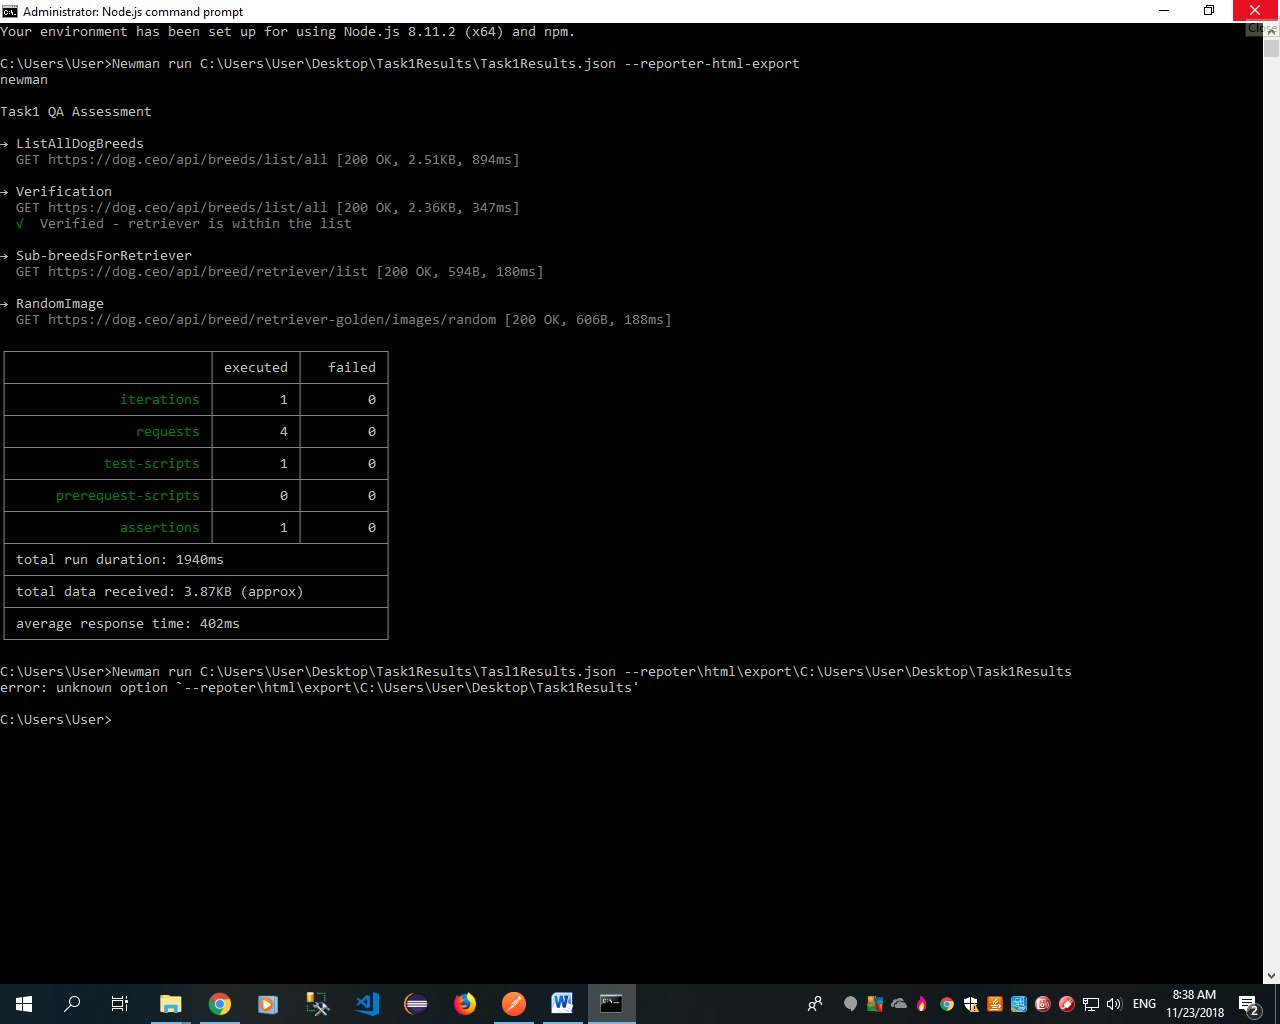 Administrator: Node.js command prompt
Close
Your environment has been set up for using Node.js 8.11.2 (x64) and npm.
C:\Users\User>Newman run C:\Users\User\Desktop\Task1Results\Task1Results.json --reporter-html-export
newman
Task1 QA Assessment
→ ListAllDogBreeds
GET https://dog.ceo/api/breeds/list/all [200 OK, 2.51KB, 894ms]
→ Verification
GET https://dog.ceo/api/breeds/list/all [200 OK, 2.36KB, 347ms]
√ Verified - retriever is within the list
→ Sub-breedsForRetriever
GET https://dog.ceo/api/breed/retriever/list [200 OK, 594B, 180ms]
→ RandomImage
GET https://dog.ceo/api/breed/retriever-golden/images/random [200 OK, 606B, 188ms]
executed failed
iterations 1 0
requests 4 0
test-scripts 1 0
prerequest-scripts 0 0
assertions 1 0
total run duration: 1940ms
total data received: 3.87KB (approx)
average response time: 402ms
C:\Users\User>Newman run C:\Users\User\Desktop\Task1Results\Tasl1Results.json --repoter\html\export\C:\Users\User\Desktop\Task1Results
error: unknown option `--repoter\html\export\C:\Users\User\Desktop\Task1Results'
C:\Users\User>
ENG
8:38 AM
11/23/2018
2